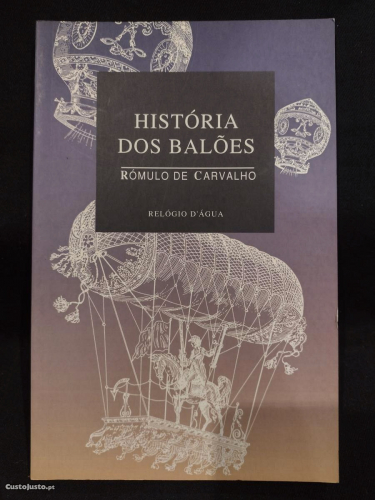 HISTÓRIA
DOS BALÕES
RÓMULO DE CARVALHO
RELÓGIO D'ÁGUA
CustoJusto.pt